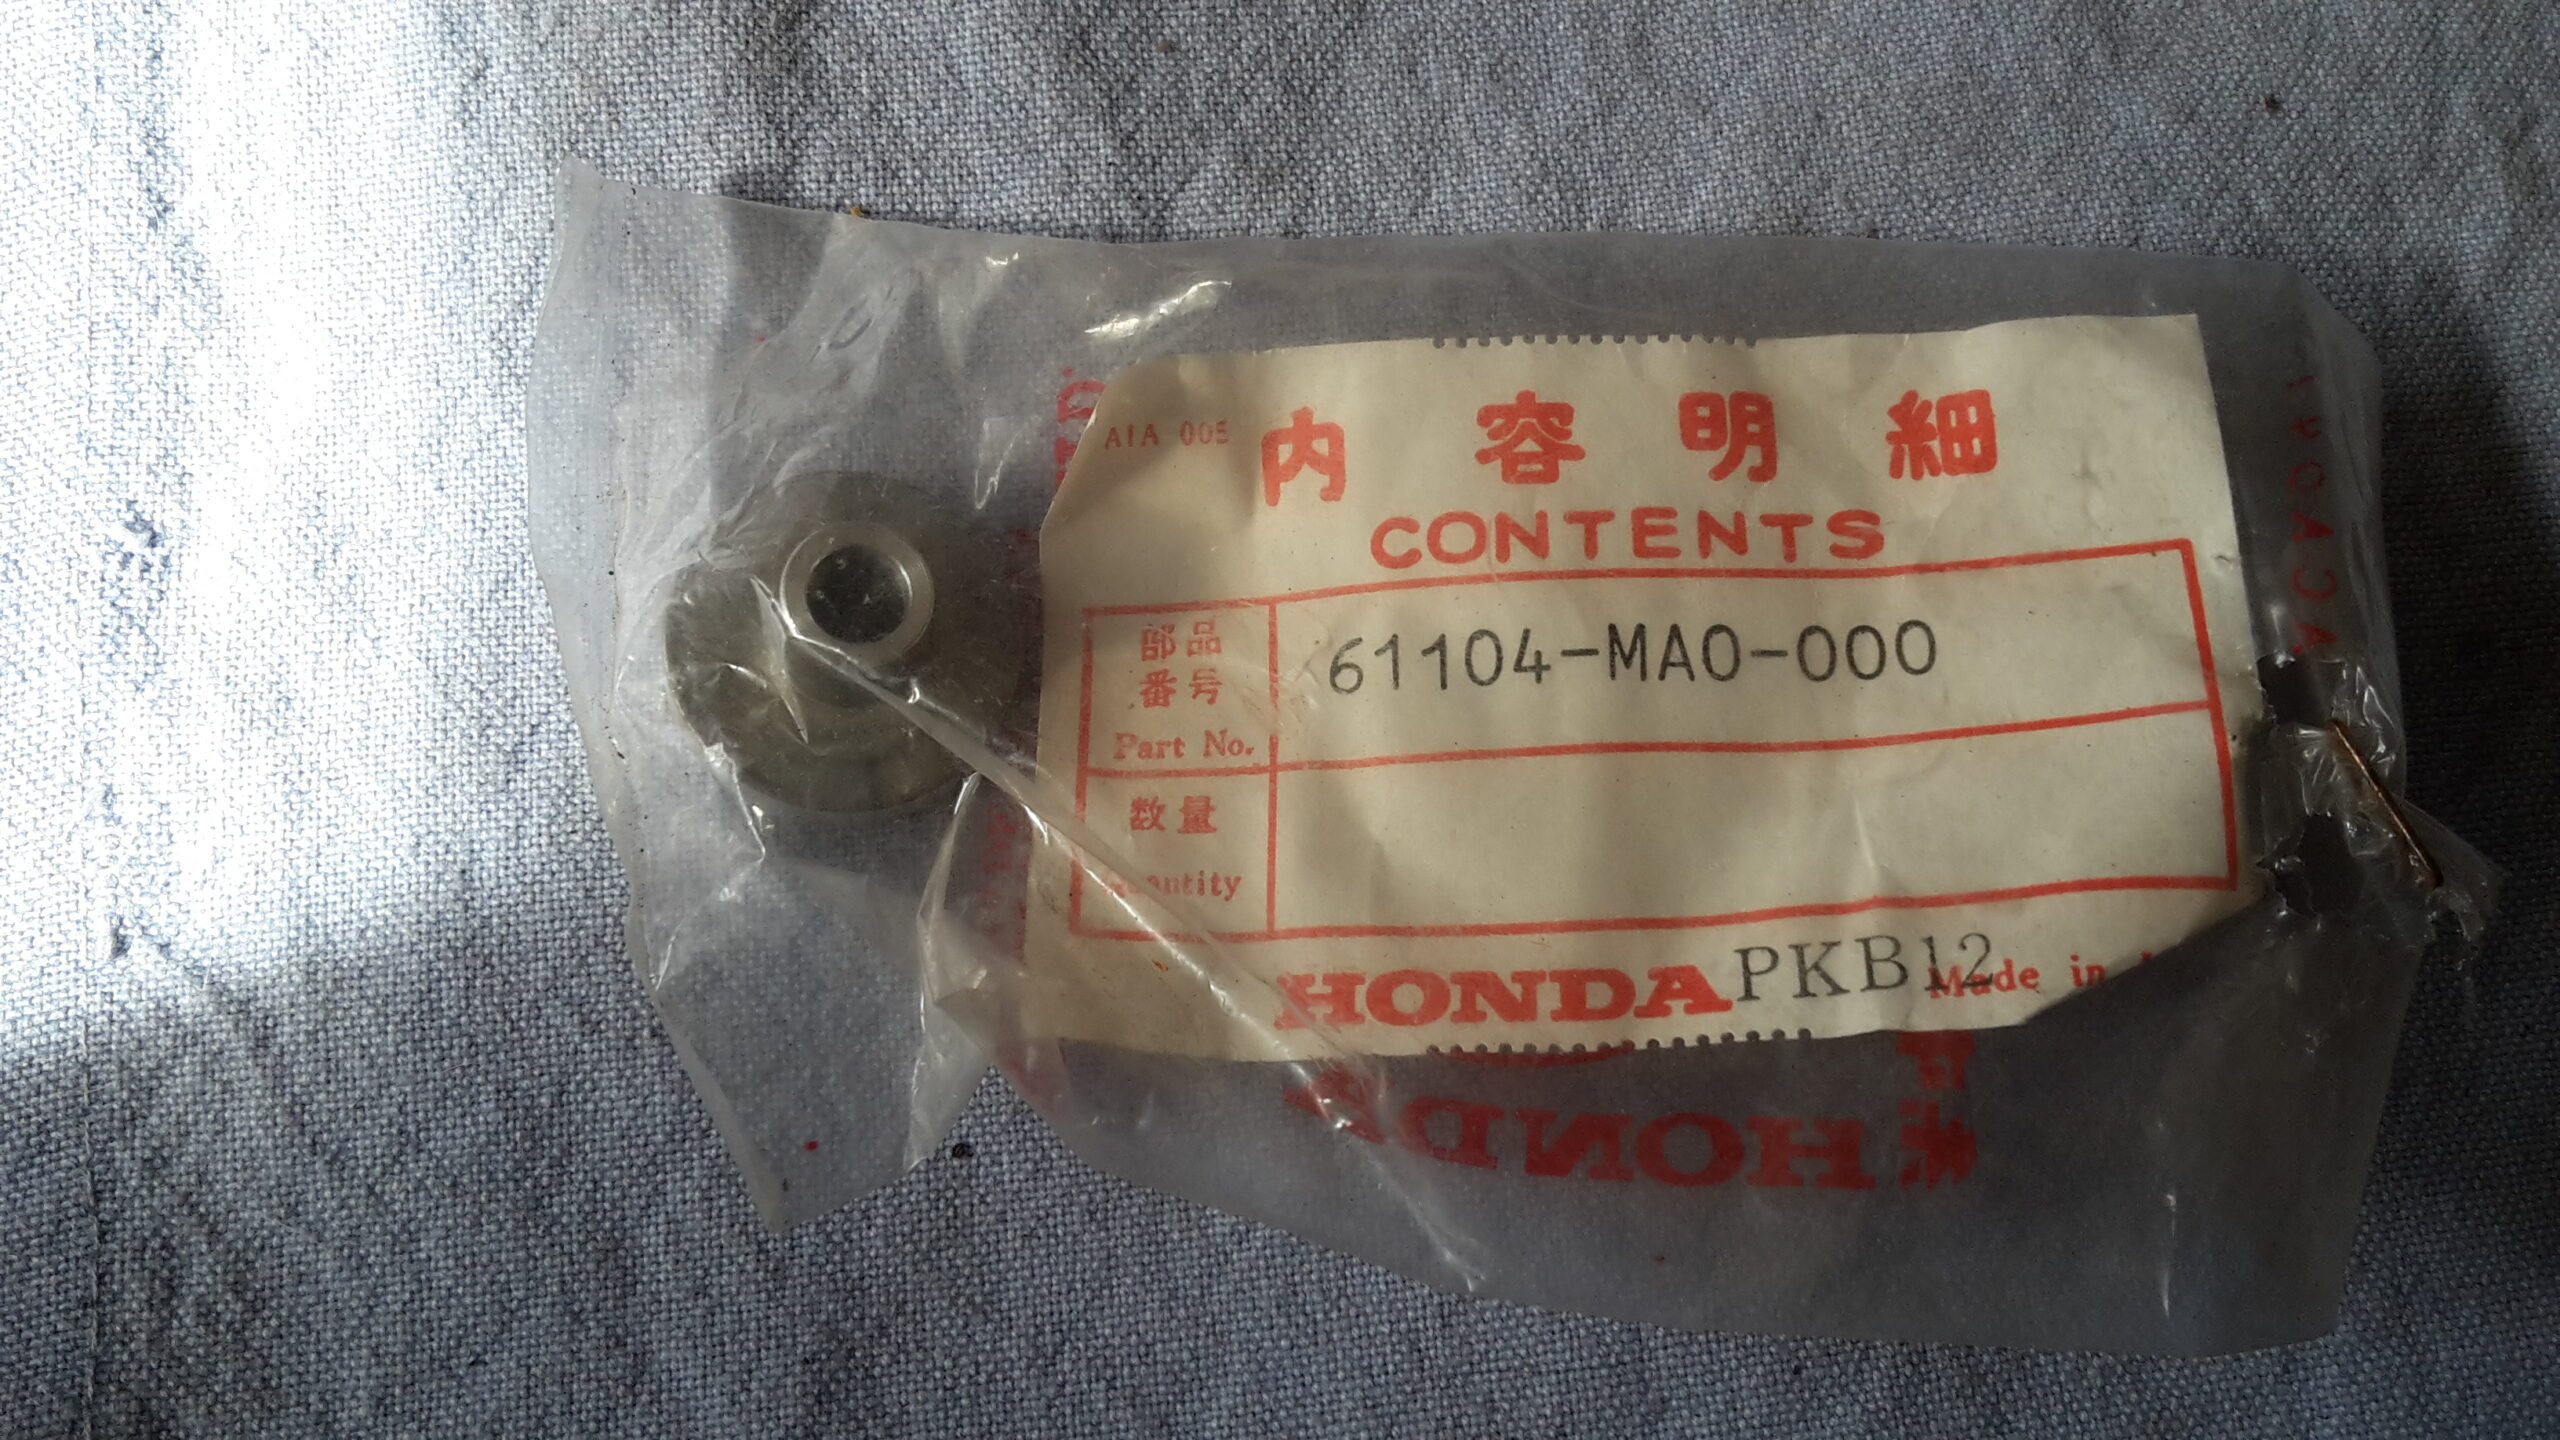 AIA 005
内容明細
CONTENTS
部品
番号
Part No.
61104-MA0-000
数量
Quantity
HONDA
PKB12
Made in
HONDA